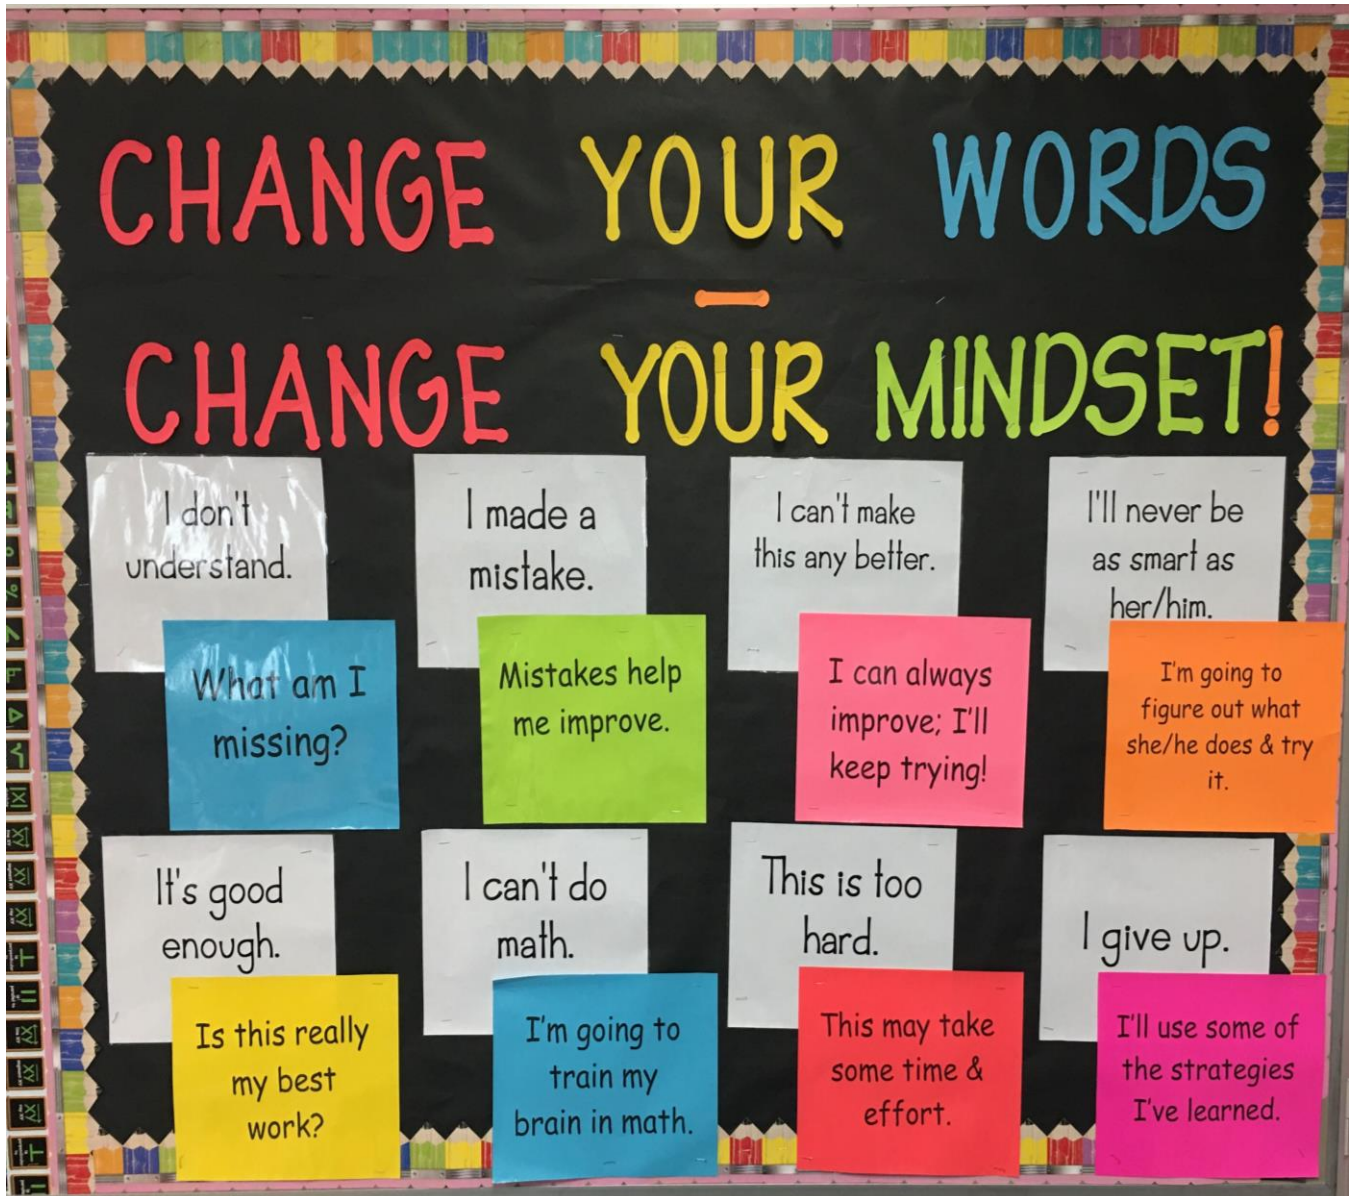 CHANGE YOUR WORDS
-
CHANGE YOUR MINDSET!
I don't
understand.
What am I
missing?
I made a
mistake.
Mistakes help
me improve.
I can't make
this any better.
I can always
improve; I'll
keep trying!
I'll never be
as smart as
her/him.
I'm going to
figure out what
she/he does & try
it.
It's good
enough.
Is this really
my best
work?
I can't do
math.
I'm going to
train my
brain in math.
This is too
hard.
This may take
some time &
effort.
I give up.
I'll use some of
the strategies
I've learned.